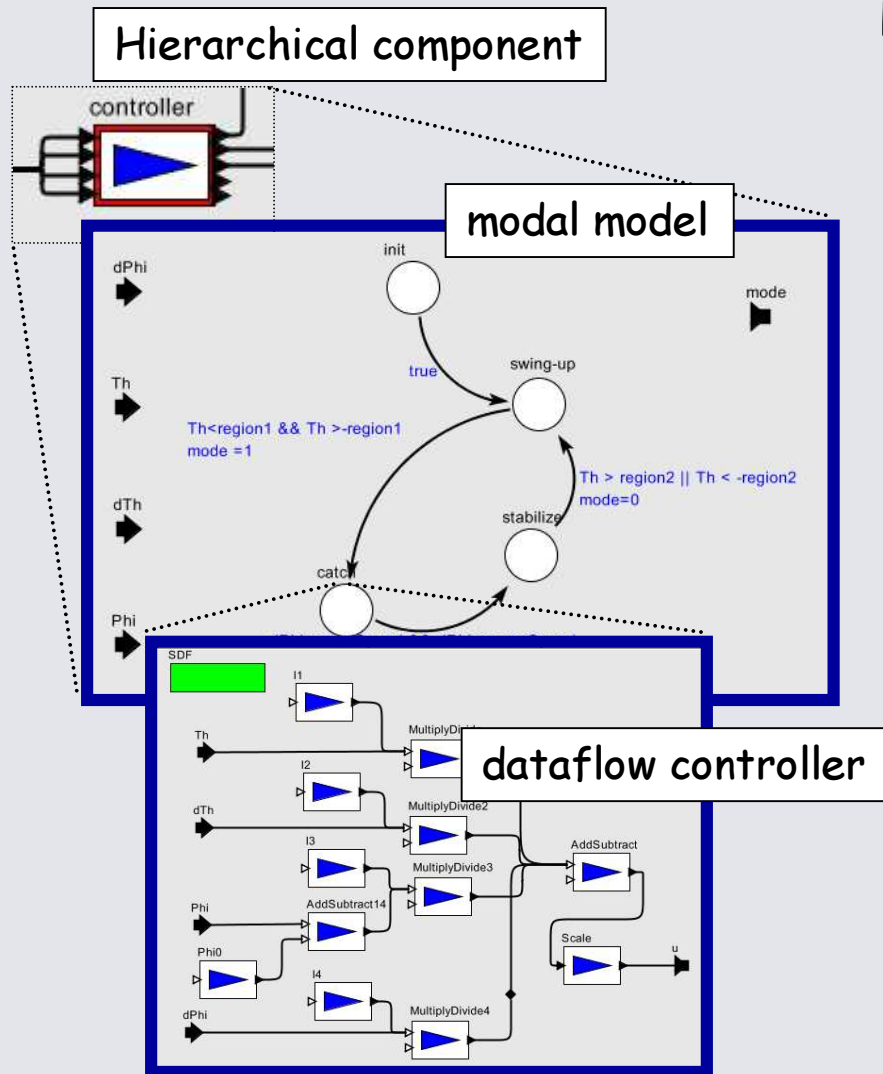 Hierarchical component
controller
modal model
dPhi
init
mode
swing-up
true
Th
Th<region1 && Th >-region1
mode =1
Th > region2 || Th < -region2
mode=0
dTh
stabilize
catch
Phi
SDF
I1
Th
dataflow controller
I2
dTh
MultiplyDivide2
AddSubtract
I3
MultiplyDivide3
Phi
AddSubtract14
Phi0
Scale
u
I4
dPhi
MultiplyDivide4